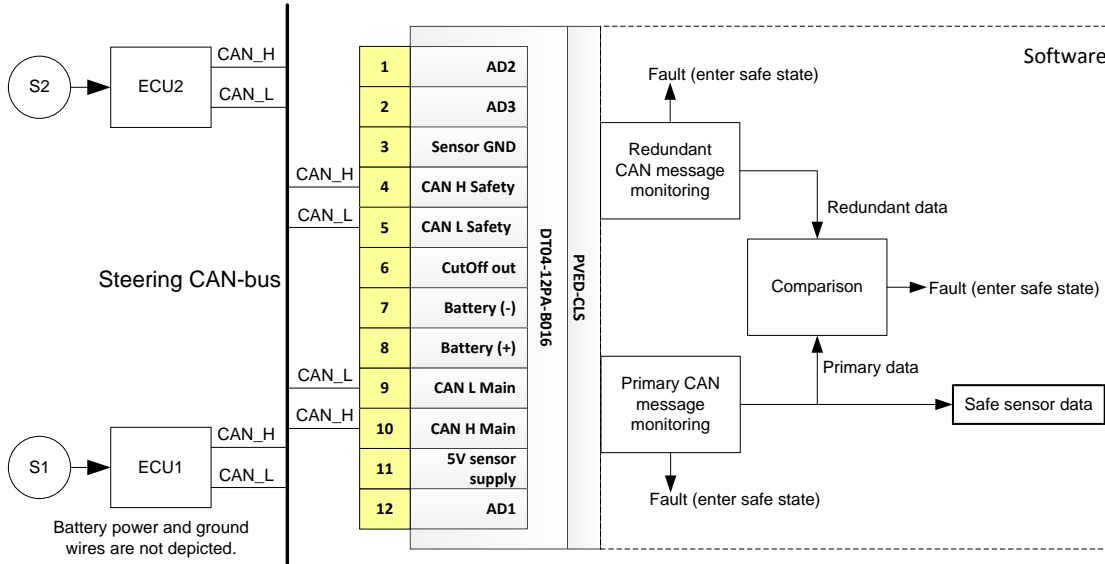 S2
ECU2
CAN_H
CAN_L
Steering CAN-bus
S1
ECU1
CAN_H
CAN_L
Battery power and ground
wires are not depicted.
CAN_H
CAN_L
CAN_L
CAN_H
1 AD2
2 AD3
3 Sensor GND
4 CAN H Safety
5 CAN L Safety
6 CutOff out
7 Battery (-)
8 Battery (+)
9 CAN L Main
10 CAN H Main
11 5V sensor
supply
12 AD1
DT04-12PA-B016
PVED-CLS
Software
Fault (enter safe state)
Redundant
CAN message
monitoring
Redundant data
Comparison
Fault (enter safe state)
Primary data
Primary CAN
message
monitoring
Safe sensor data
Fault (enter safe state)